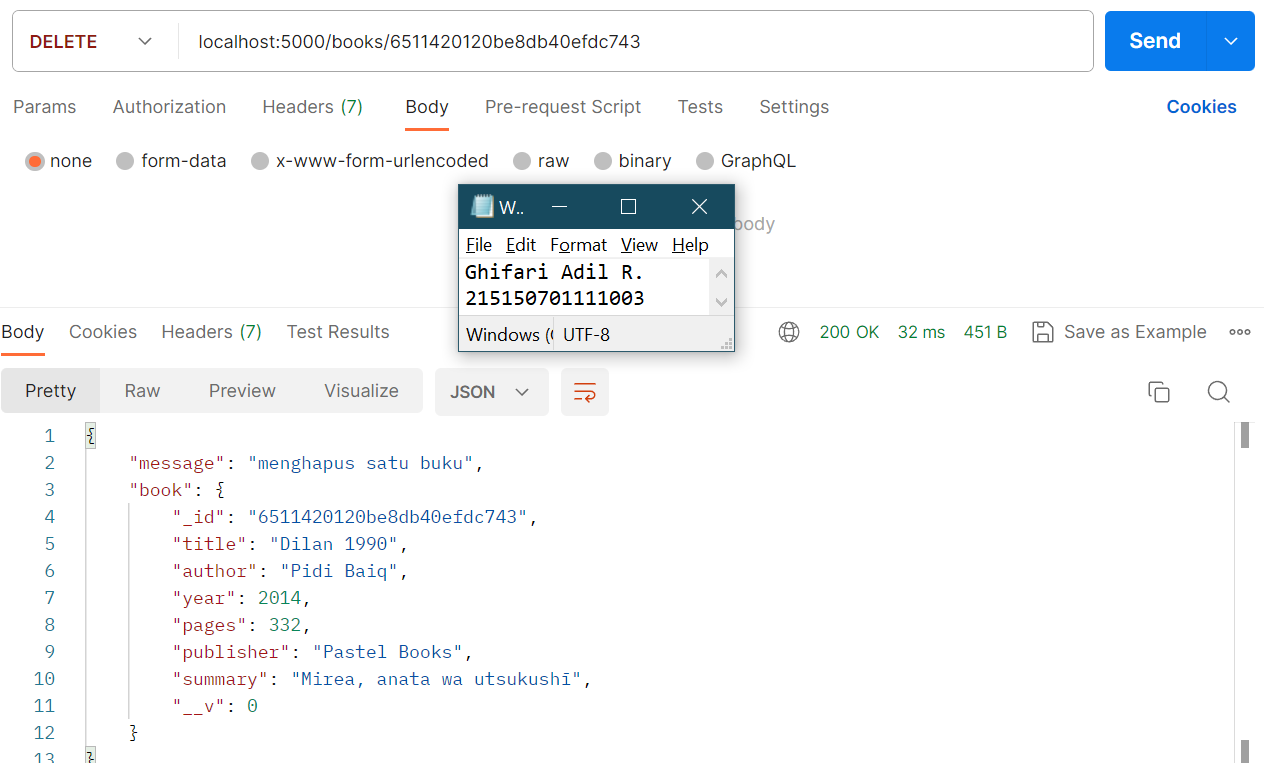 DELETE localhost:5000/books/6511420120be8db40efdc743 Send
Params Authorization Headers (7) Body Pre-request Script Tests Settings Cookies
none form-data x-www-form-urlencoded raw binary GraphQL
W..
body
File Edit Format View Help
Ghifari Adil R.
215150701111003
Windows (C UTF-8
Body Cookies Headers (7) Test Results 200 OK 32 ms 451 B Save as Example
Pretty Raw Preview Visualize JSON
1 {
2 "message": "menghapus satu buku",
3 "book": {
4 "_id": "6511420120be8db40efdc743",
5 "title": "Dilan 1990",
6 "author": "Pidi Baiq",
7 "year": 2014,
8 "pages": 332,
9 "publisher": "Pastel Books",
10 "summary": "Mirea, anata wa utsukushī",
11 "__v": 0
12 }
13 }